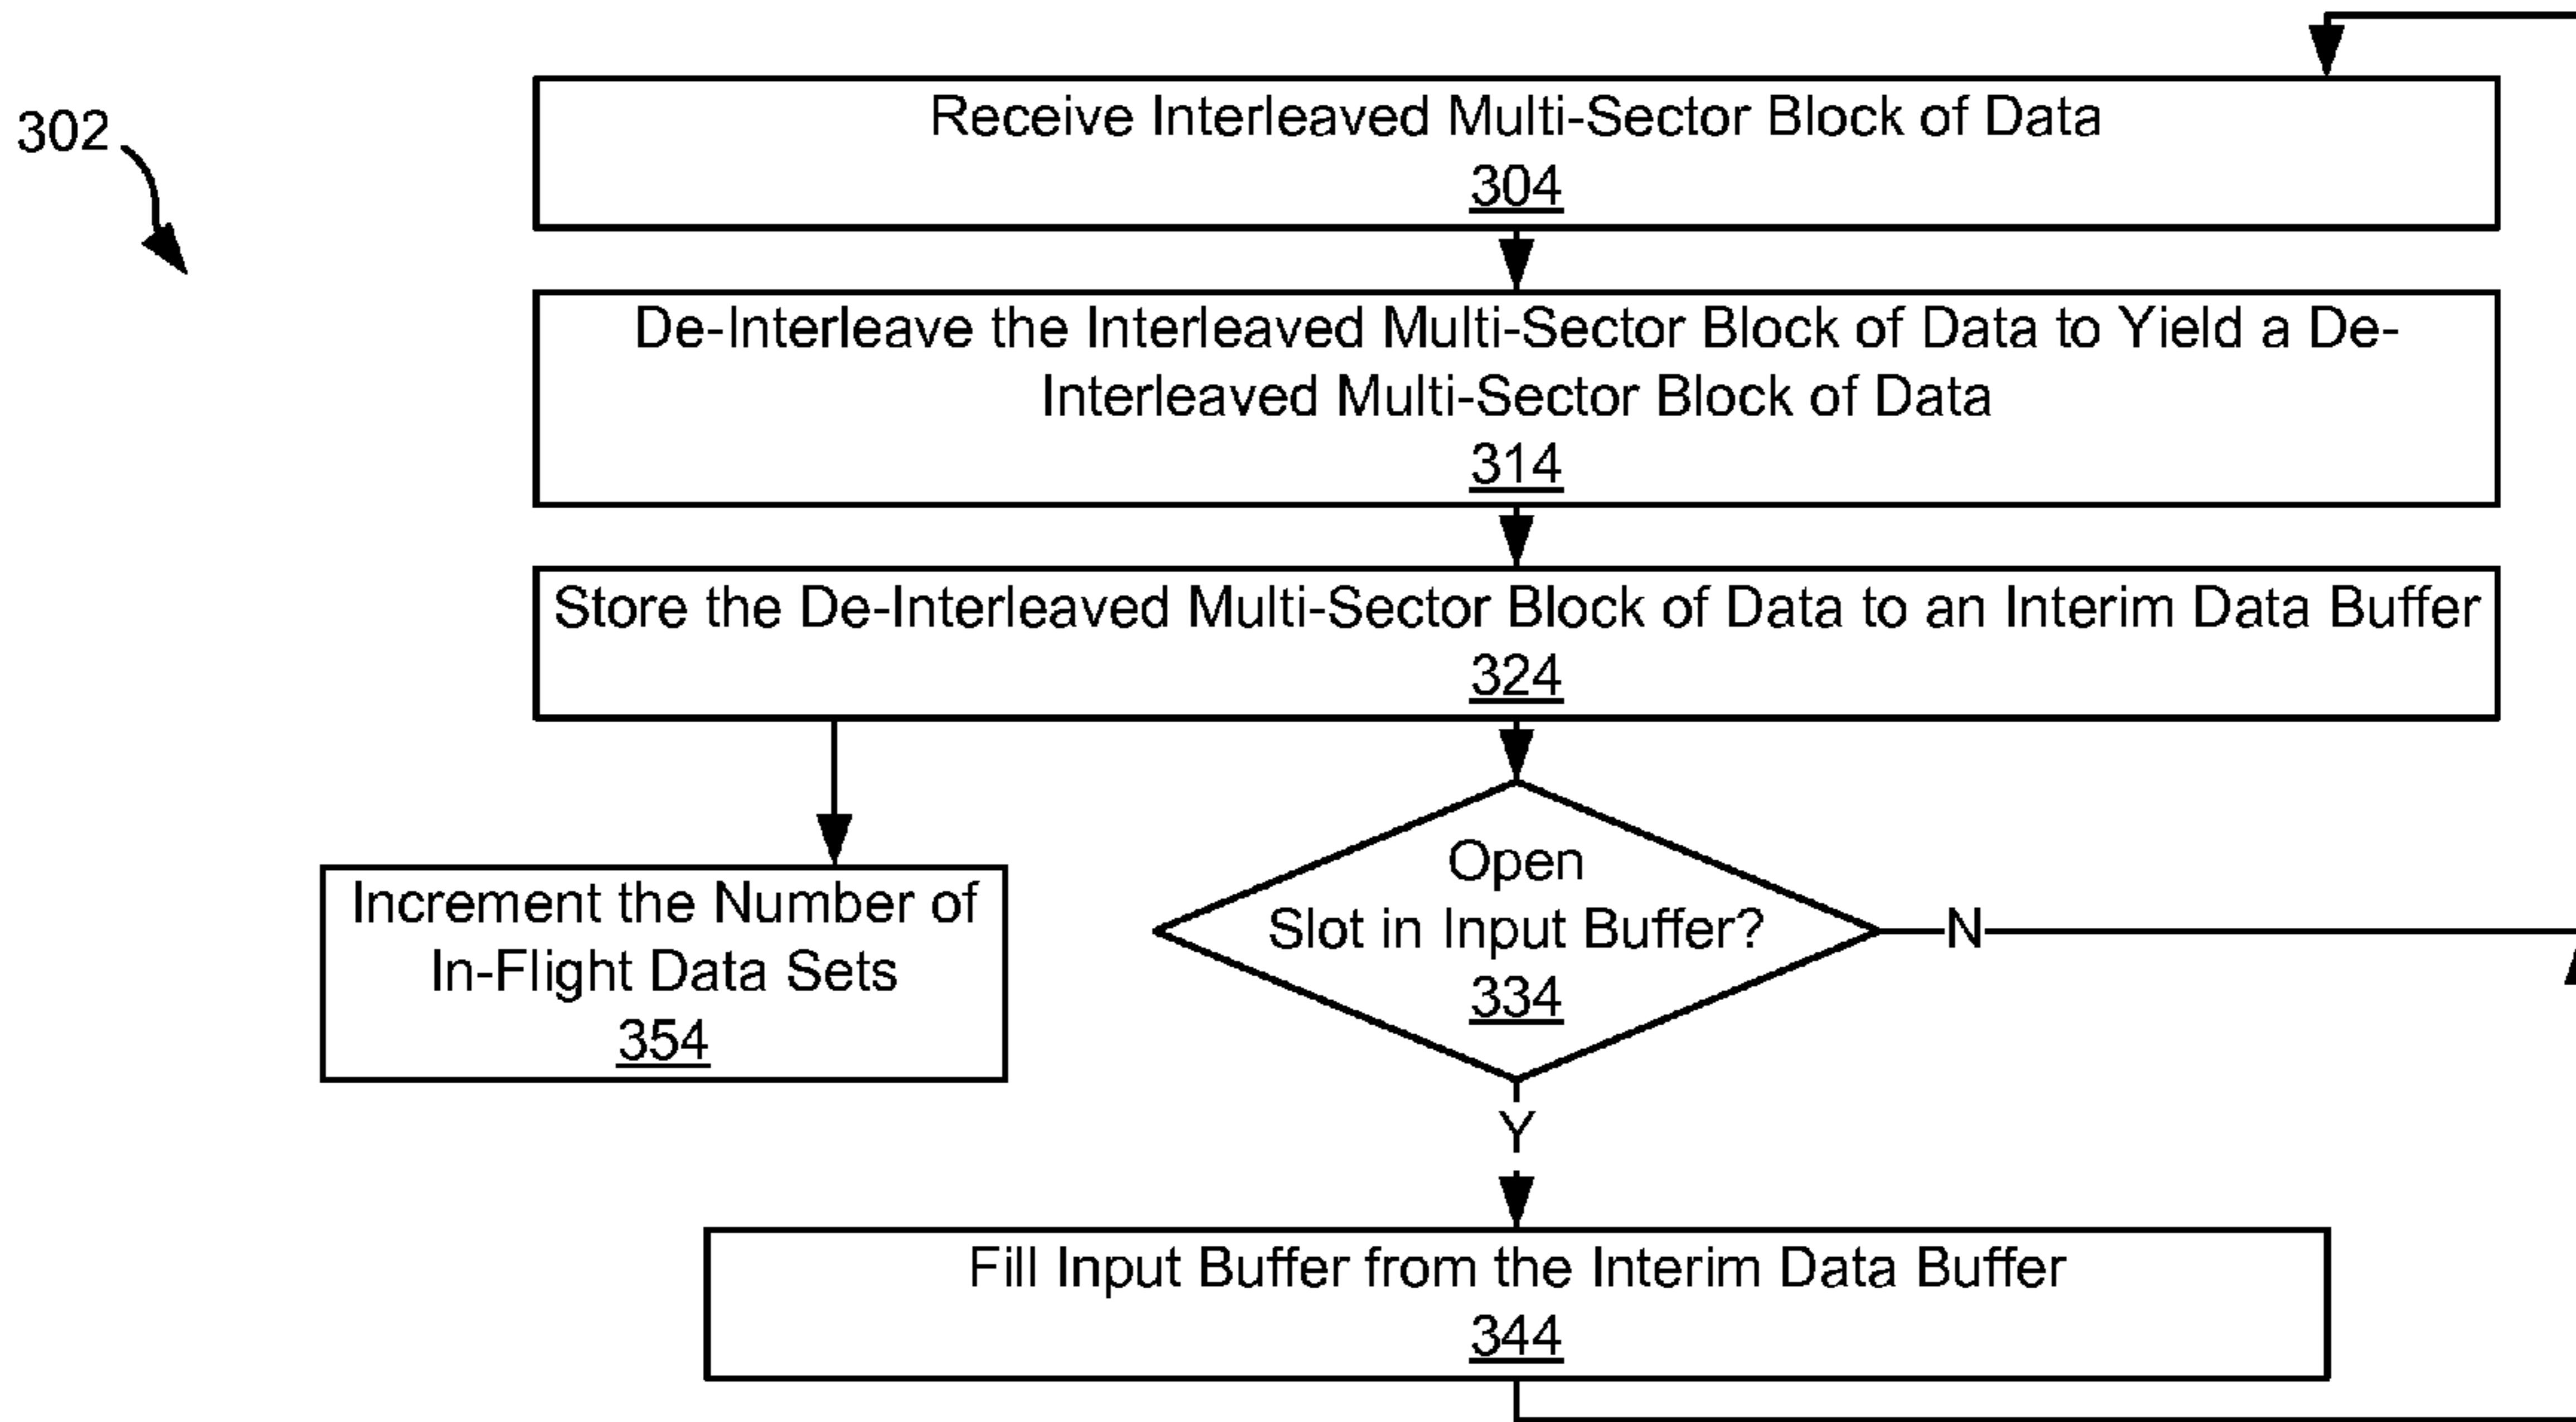 302
Receive Interleaved Multi-Sector Block of Data
304
De-Interleave the Interleaved Multi-Sector Block of Data to Yield a De-
Interleaved Multi-Sector Block of Data
314
Store the De-Interleaved Multi-Sector Block of Data to an Interim Data Buffer
324
Increment the Number of
In-Flight Data Sets
354
Open
Slot in Input Buffer?
334
N
Y
Fill Input Buffer from the Interim Data Buffer
344